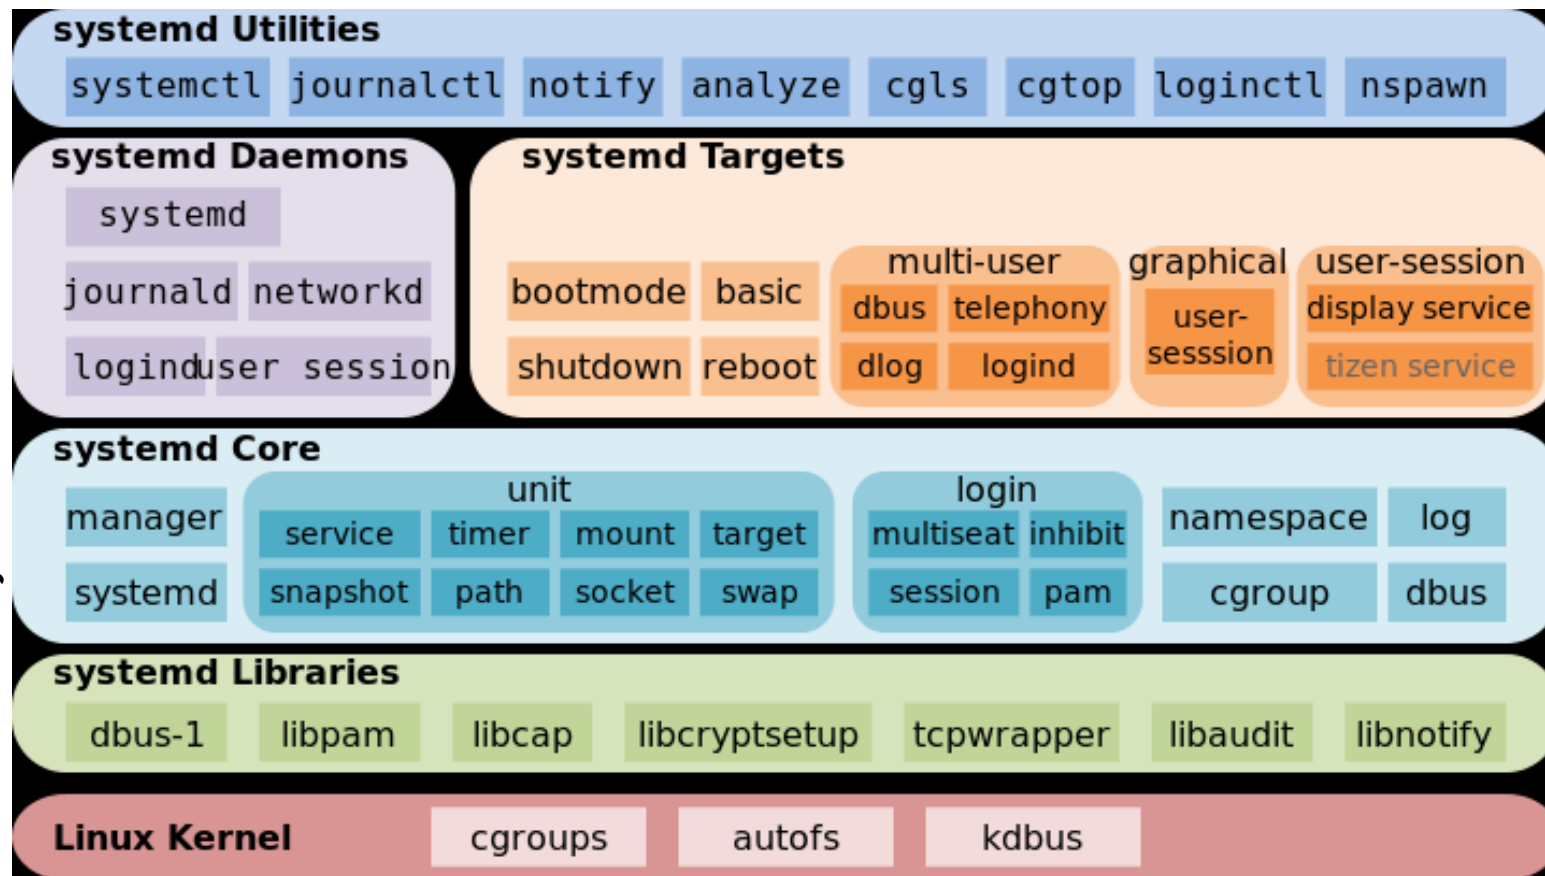 systemd Utilities
systemctl journalctl notify analyze cgls cgtop loginctl nspawn
systemd Daemons
systemd
journald networkd
logind user session
systemd Targets
bootmode basic
shutdown reboot
multi-user
dbus telephony
dlog logind
graphical
user-
sesssion
user-session
display service
tizen service
systemd Core
manager
systemd
unit
service timer mount target
snapshot path socket swap
login
multiseat inhibit
session pam
namespace log
cgroup dbus
systemd Libraries
dbus-1 libpam libcap libcryptsetup tcpwrapper libaudit libnotify
Linux Kernel cgroups autofs kdbus